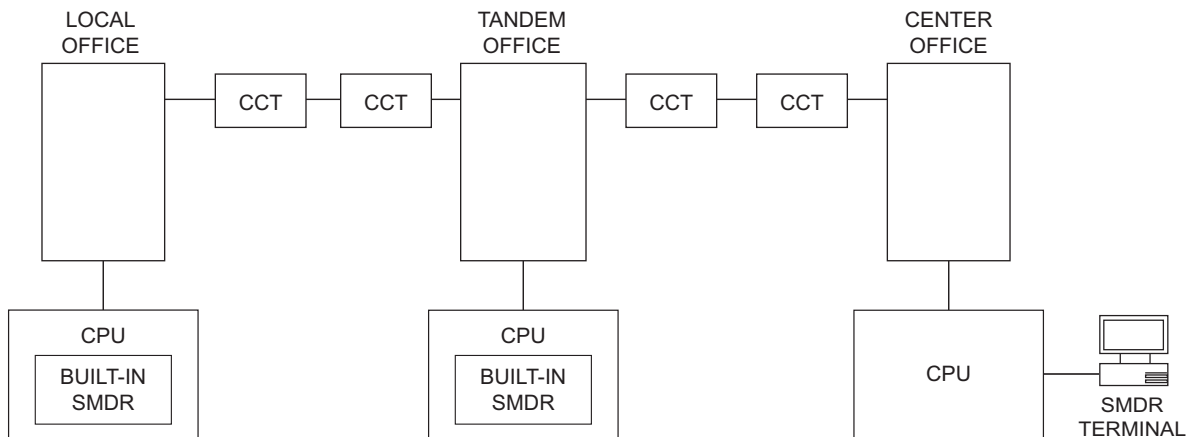 LOCAL
OFFICE
TANDEM
OFFICE
CENTER
OFFICE
CCT
CCT
CCT
CCT
CPU
BUILT-IN
SMDR
CPU
BUILT-IN
SMDR
CPU
SMDR
TERMINAL